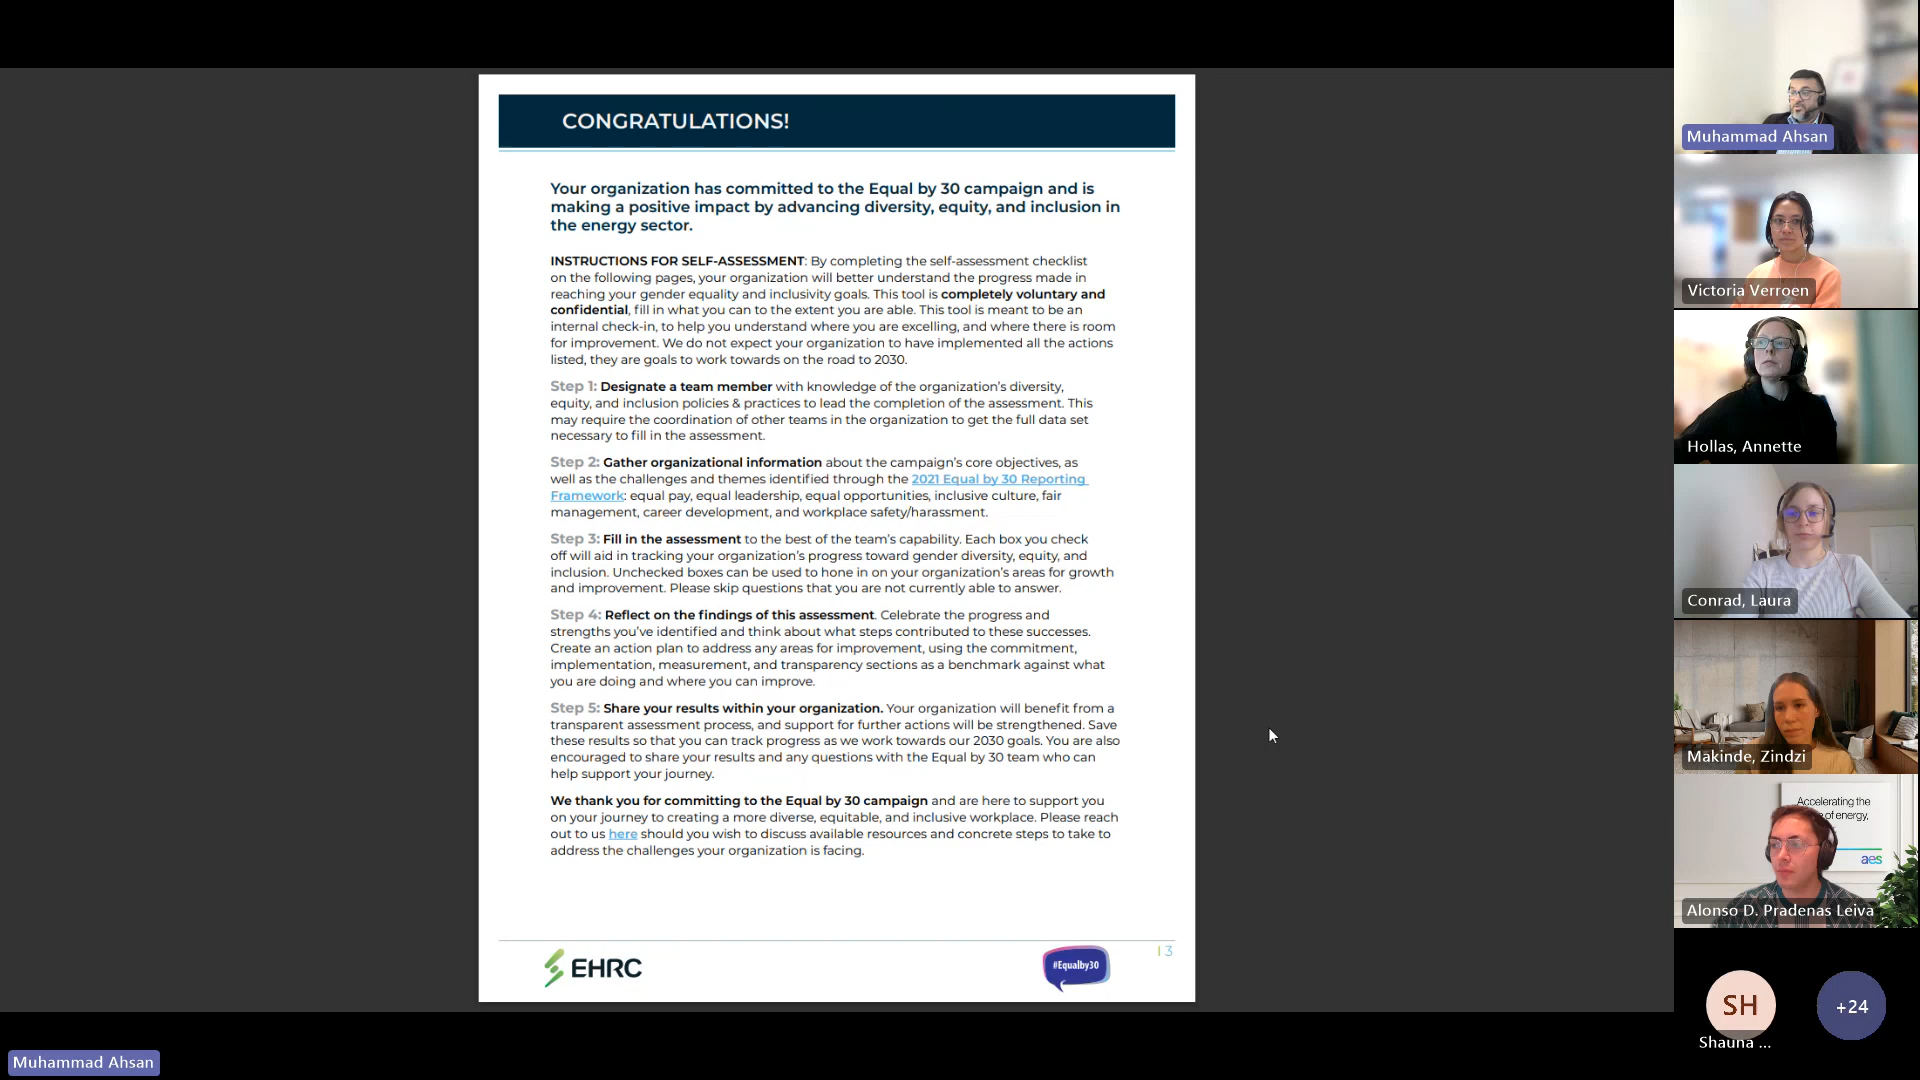 CONGRATULATIONS!
Your organization has committed to the Equal by 30 campaign and is
making a positive impact by advancing diversity, equity, and inclusion in
the energy sector.
INSTRUCTIONS FOR SELF-ASSESSMENT: By completing the self-assessment checklist
on the following pages, your organization will better understand the progress made in
reaching your gender equality and inclusivity goals. This tool is completely voluntary and
confidential, fill in what you can to the extent you are able. This tool is meant to be an
internal check-in, to help you understand where you are excelling, and where there is room
for improvement. We do not expect your organization to have implemented all the actions
listed, they are goals to work towards on the road to 2030.
Step 1: Designate a team member with knowledge of the organization's diversity,
equity, and inclusion policies & practices to lead the completion of the assessment. This
may require the coordination of other teams in the organization to get the full data set
necessary to fill in the assessment.
Step 2: Gather organizational information about the campaign's core objectives, as
well as the challenges and themes identified through the 2021 Equal by 30 Reporting
Framework: equal pay, equal leadership, equal opportunities, inclusive culture, fair
management, career development, and workplace safety/harassment.
Step 3: Fill in the assessment to the best of the team's capability. Each box you check
off will aid in tracking your organization's progress toward gender diversity, equity, and
inclusion. Unchecked boxes can be used to hone in on your organization's areas for growth
and improvement. Please skip questions that you are not currently able to answer.
Step 4: Reflect on the findings of this assessment. Celebrate the progress and
strengths you've identified and think about what steps contributed to these successes.
Create an action plan to address any areas for improvement, using the commitment,
implementation, measurement, and transparency sections as a benchmark against what
you are doing and where you can improve.
Step 5: Share your results within your organization. Your organization will benefit from a
transparent assessment process, and support for further actions will be strengthened. Save
these results so that you can track progress as we work towards our 2030 goals. You are also
encouraged to share your results and any questions with the Equal by 30 team who can
help support your journey.
We thank you for committing to the Equal by 30 campaign and are here to support you
on your journey to creating a more diverse, equitable, and inclusive workplace. Please reach
out to us here should you wish to discuss available resources and concrete steps to take to
address the challenges your organization is facing.
EHRC
#Equalby30
| 3
Muhammad Ahsan
Muhammad Ahsan
Victoria Verroen
Hollas, Annette
Conrad, Laura
Makinde, Zindzi
Accelerating the
of energy.
aes
Alonso D. Pradenas Leiva
SH
+24
Shauna ...